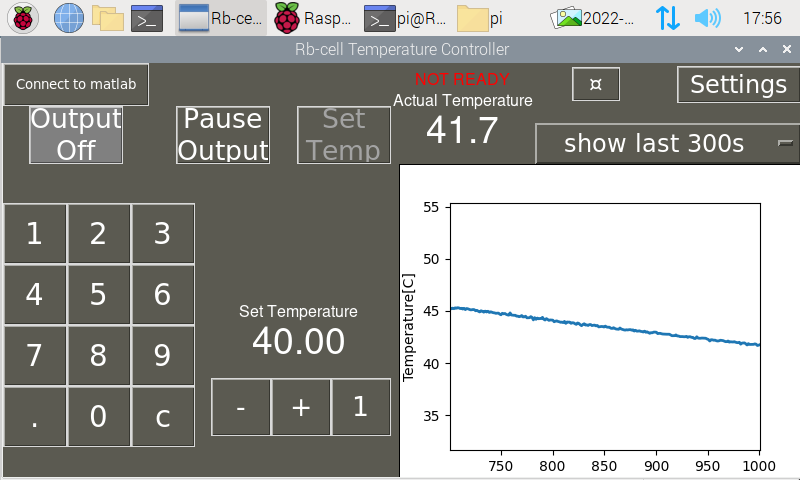 Rb-ce... Rasp... pi@R... pi 2022-... 17:56
Rb-cell Temperature Controller
Connect to matlab
NOT READY
¤
Settings
Actual Temperature
41.7
Output
Off
Pause
Output
Set
Temp
show last 300s
1 2 3
4 5 6
7 8 9
. 0 c
Set Temperature
40.00
- + 1
Temperature[C]
55
50
45
40
35
750 800 850 900 950 1000